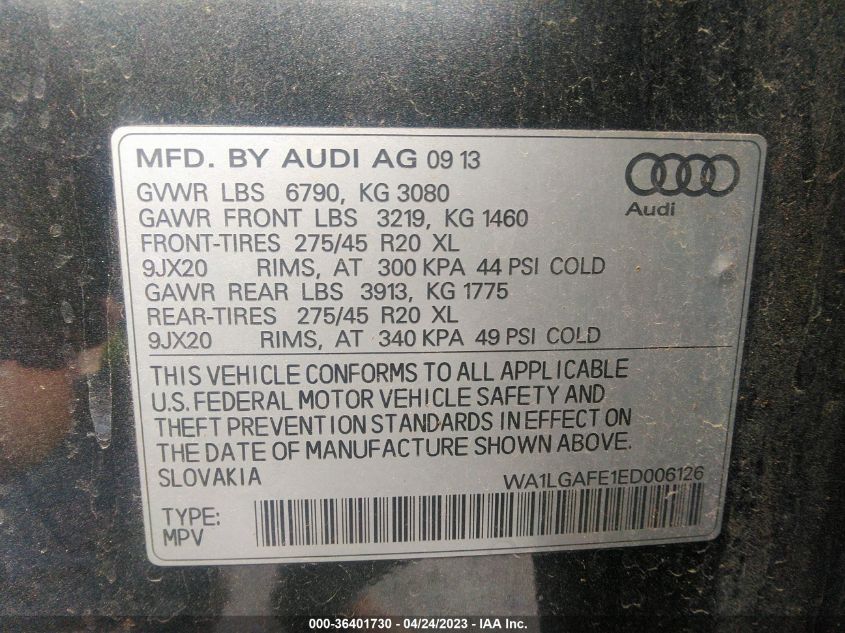 MFD. BY AUDI AG 09 13
GVWR LBS 6790, KG 3080
GAWR FRONT LBS 3219, KG 1460
FRONT-TIRES 275/45 R20 XL
9JX20 RIMS, AT 300 KPA 44 PSI COLD
GAWR REAR LBS 3913, KG 1775
REAR-TIRES 275/45 R20 XL
9JX20 RIMS, AT 340 KPA 49 PSI COLD
Audi
THIS VEHICLE CONFORMS TO ALL APPLICABLE
U.S. FEDERAL MOTOR VEHICLE SAFETY AND
THEFT PREVENTION STANDARDS IN EFFECT ON
THE DATE OF MANUFACTURE SHOWN ABOVE.
SLOVAKIA WA1LGAFE1ED006126
TYPE:
MPV
000-36401730 - 04/24/2023 - IAA Inc.